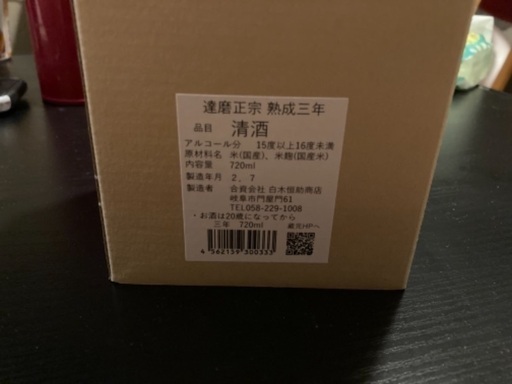 達磨正宗 熟成三年
品目 清酒
アルコール分 15度以上16度未満
原材料名 米(国産)、米麹(国産米)
内容量 720ml
製造年月 2. 7
製造者 合資会社 白木恒助商店
岐阜市門屋門61
TEL058-229-1008
・お酒は20歳になってから
三年 720ml 蔵元HPへ
4 562159 300333